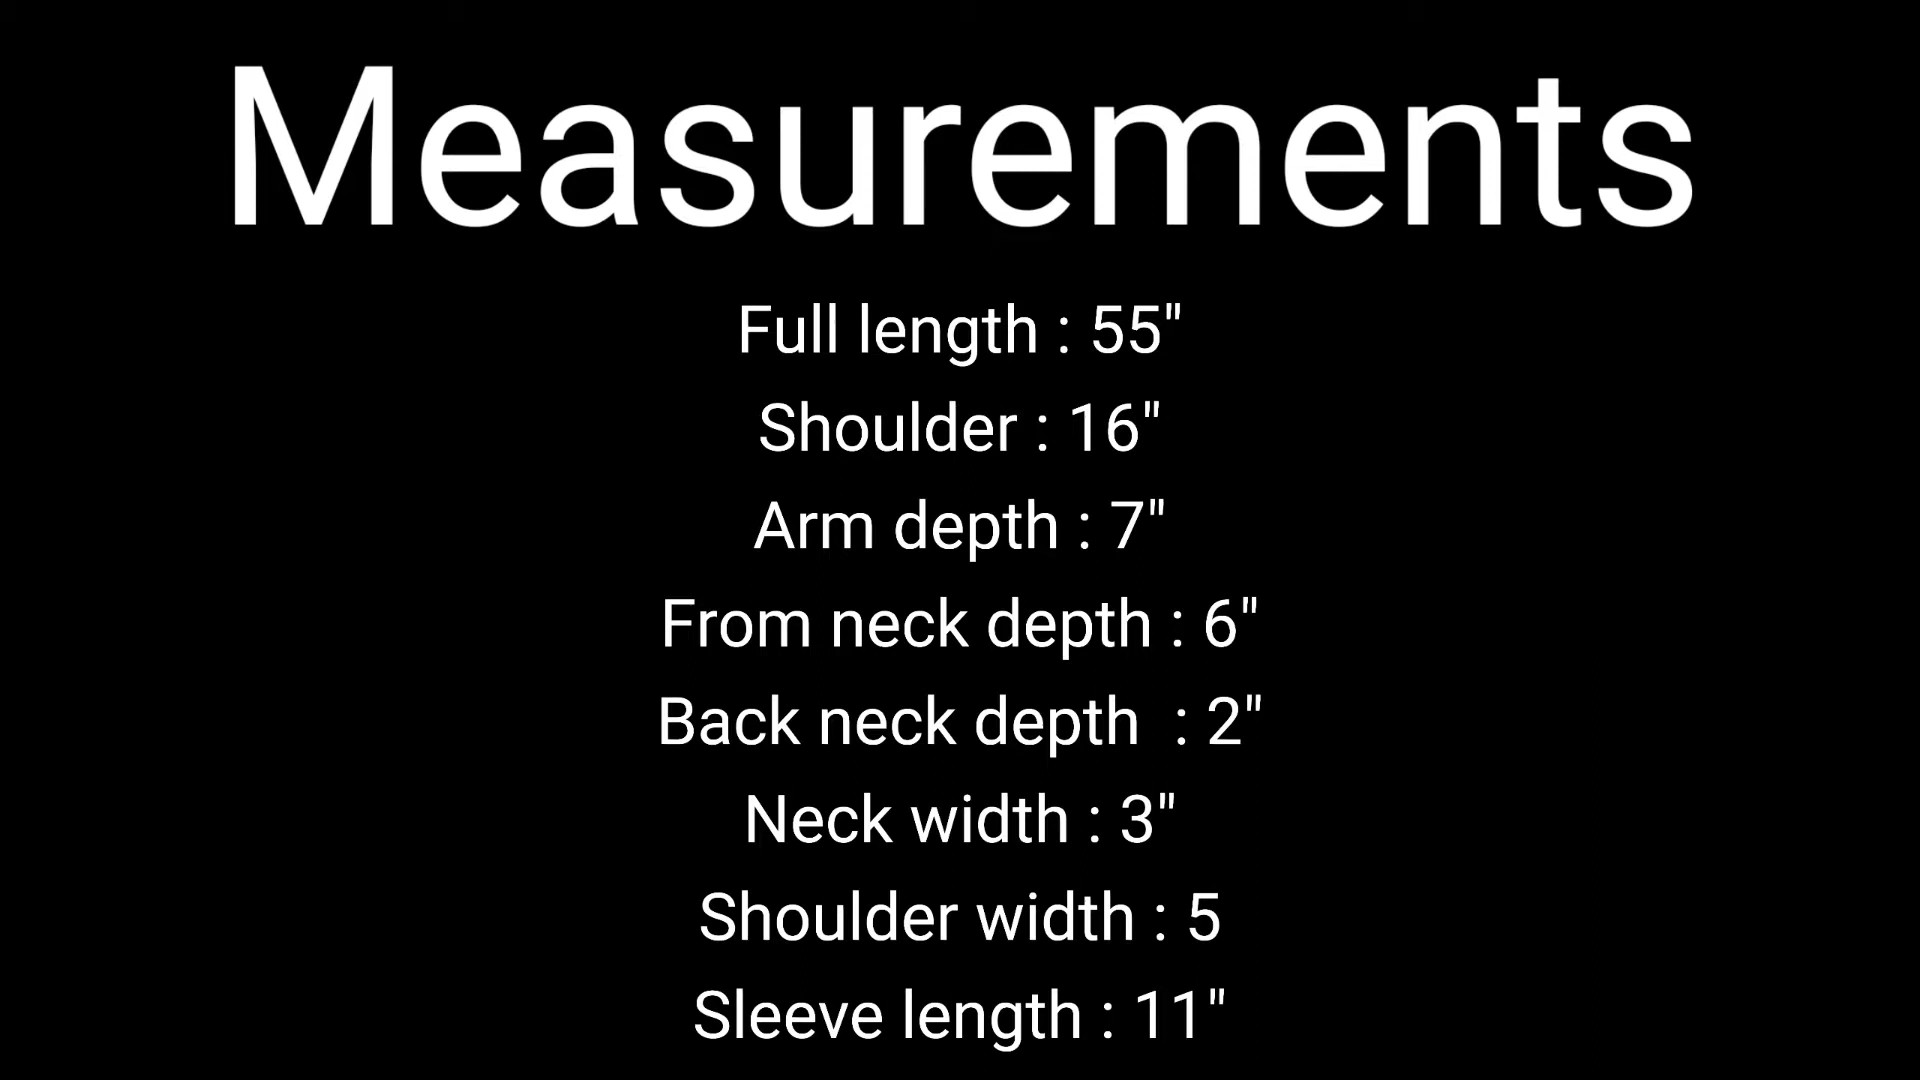 Measurements
Full length : 55"
Shoulder : 16"
Arm depth : 7"
From neck depth : 6"
Back neck depth  : 2"
Neck width : 3"
Shoulder width : 5
Sleeve length : 11"